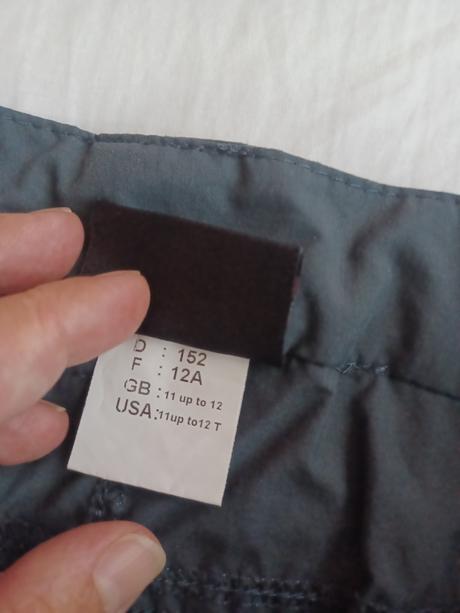 D : 152
F : 12A
GB : 11 up to 12
USA: 11up to12 T